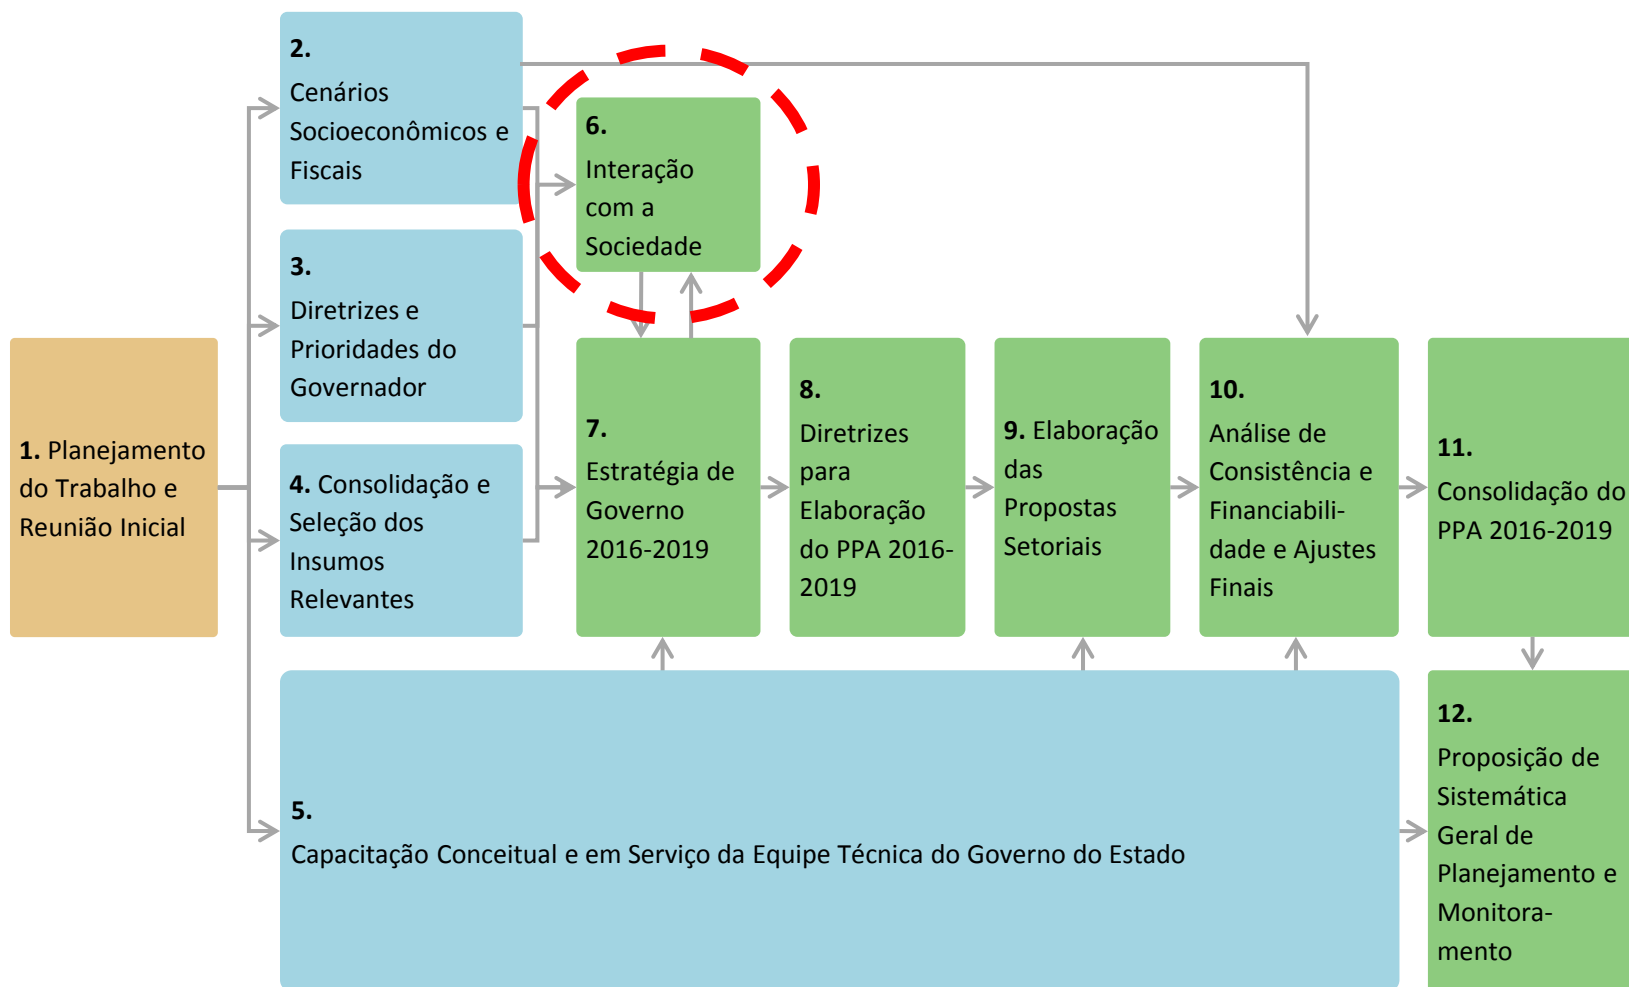 1. Planejamento
do Trabalho e
Reunião Inicial
2.
Cenários
Socioeconômicos e
Fiscais
3.
Diretrizes e
Prioridades do
Governador
4. Consolidação e
Seleção dos
Insumos
Relevantes
5.
Capacitação Conceitual e em Serviço da Equipe Técnica do Governo do Estado
6.
Interação
com a
Sociedade
7.
Estratégia de
Governo
2016-2019
8.
Diretrizes
para
Elaboração
do PPA 2016-
2019
9. Elaboração
das
Propostas
Setoriais
10.
Análise de
Consistência e
Financiabili-
dade e Ajustes
Finais
11.
Consolidação do
PPA 2016-2019
12.
Proposição de
Sistemática
Geral de
Planejamento e
Monitora-
mento